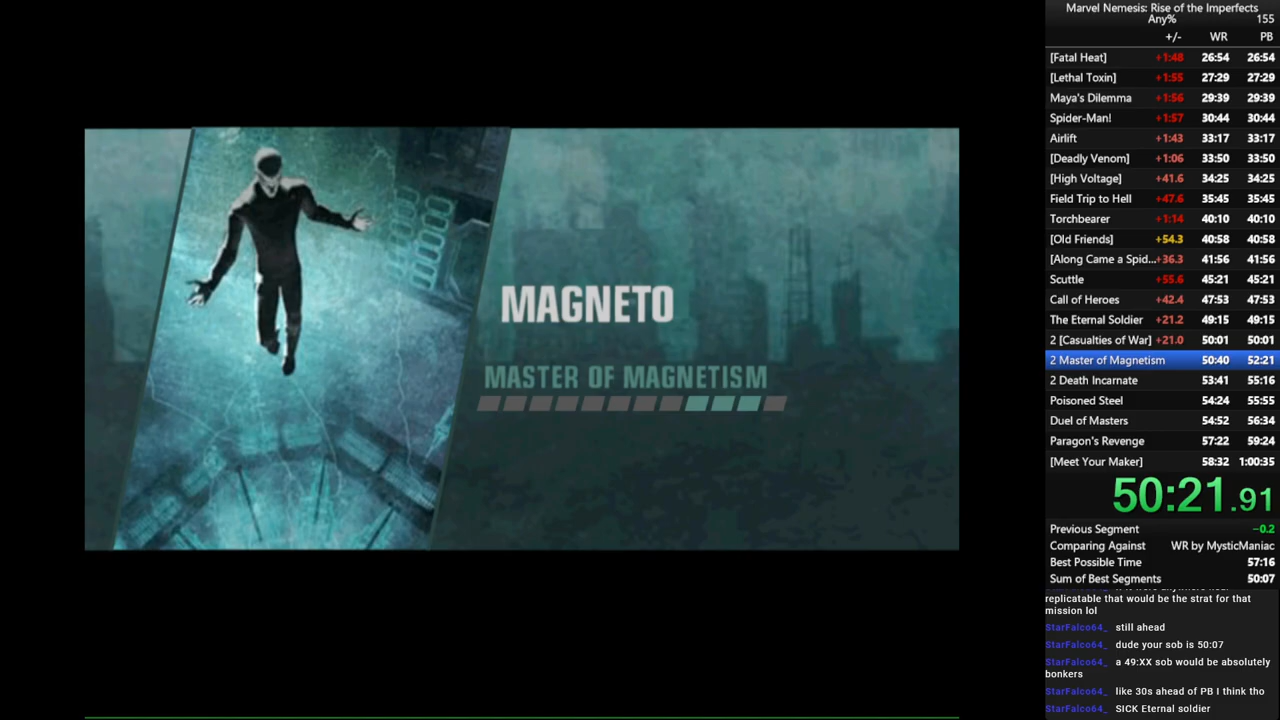 MAGNETO
MASTER OF MAGNETISM
Marvel Nemesis: Rise of the Imperfects
Any% 155
+/- WR PB
[Fatal Heat] +1:48 26:54 26:54
[Lethal Toxin] +1:55 27:29 27:29
Maya's Dilemma +1:56 29:39 29:39
Spider-Man! +1:57 30:44 30:44
Airlift +1:43 33:17 33:17
[Deadly Venom] +1:06 33:50 33:50
[High Voltage] +41.6 34:25 34:25
Field Trip to Hell +47.6 35:45 35:45
Torchbearer +1:14 40:10 40:10
[Old Friends] +54.3 40:58 40:58
[Along Came a Spid... +36.3 41:56 41:56
Scuttle +55.6 45:21 45:21
Call of Heroes +42.4 47:53 47:53
The Eternal Soldier +21.2 49:15 49:15
2 [Casualties of War] +21.0 50:01 50:01
2 Master of Magnetism 50:40 52:21
2 Death Incarnate 53:41 55:16
Poisoned Steel 54:24 55:55
Duel of Masters 54:52 56:34
Paragon's Revenge 57:22 59:24
[Meet Your Maker] 58:32 1:00:35
50:21.91
Previous Segment −0.2
Comparing Against WR by MysticManiac
Best Possible Time 57:16
Sum of Best Segments 50:07
replicatable that would be the strat for that
mission lol
StarFalco64_ still ahead
StarFalco64_ dude your sob is 50:07
StarFalco64_ a 49:XX sob would be absolutely
bonkers
StarFalco64_ like 30s ahead of PB I think tho
StarFalco64_ SICK Eternal soldier